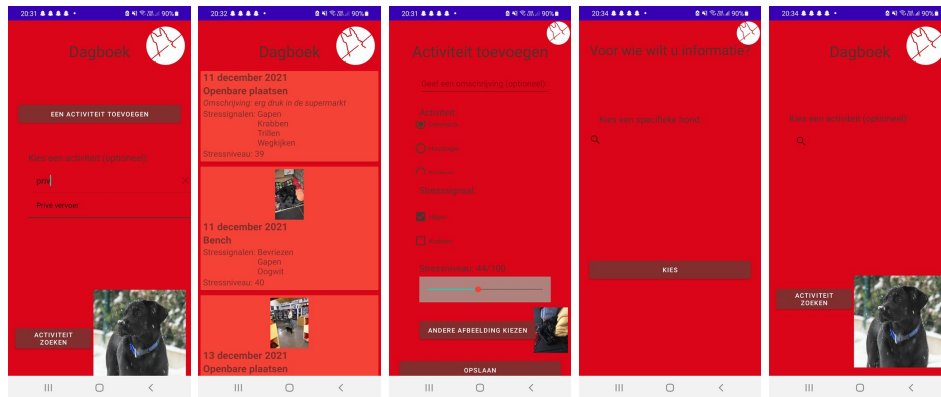 20:31
90%
Dagboek
EEN ACTIVITEIT TOEVOEGEN
Kies een activiteit (optioneel):
priv
Privé vervoer
ACTIVITEIT
ZOEKEN
20:32
90%
Dagboek
11 december 2021
Openbare plaatsen
Omschrijving: erg druk in de supermarkt
Stressignalen: Gapen
Krabben
Trillen
Wegkijken
Stressniveau: 39
11 december 2021
Bench
Stressignalen: Bevriezen
Gapen
Oogwit
Stressniveau: 40
13 december 2021
Openbare plaatsen
20:31
90%
Activiteit toevoegen
Geef een omschrijving (optioneel)
Activiteit
Stressignalen
Stressniveau: 44/100
ANDERE AFBEELDING KIEZEN
OPSLAAN
20:34
90%
Voor wie wilt u informatie?
Kies een specifieke hond:
KIES
20:34
90%
Dagboek
Kies een activiteit (optioneel):
ACTIVITEIT
ZOEKEN